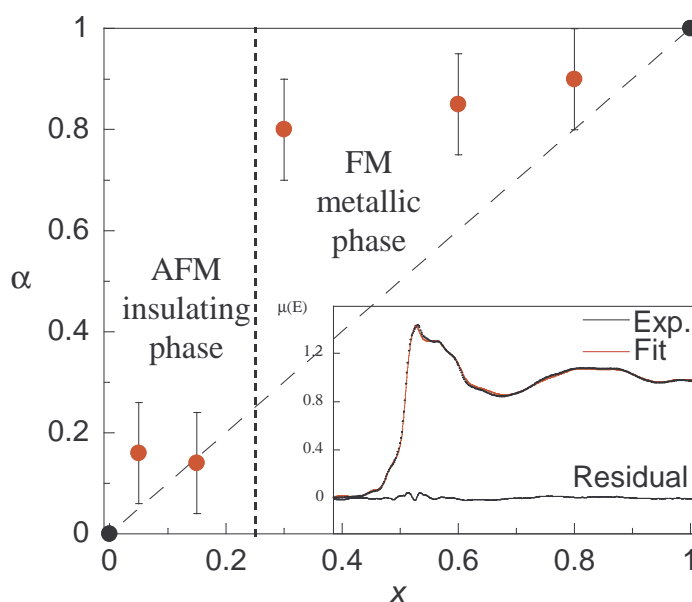 1
0.8
0.6
0.4
0.2
0
α
FM
metallic
phase
AFM
insulating
phase
μ(E)
1.2
0.8
0.4
0
Exp.
Fit
Residual
0 0.2 0.4 0.6 0.8 1
x